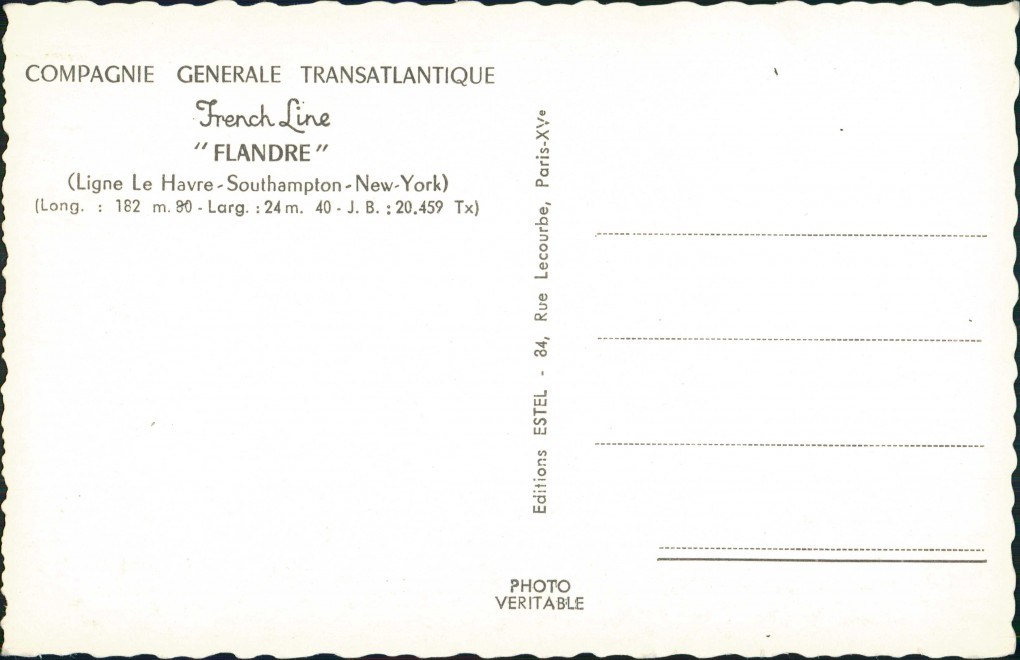 COMPAGNIE GENERALE TRANSATLANTIQUE
French Line
"FLANDRE"
(Ligne Le Havre-Southampton-New-York)
(Long. : 182 m. 80 - Larg. : 24 m. 40 - J. B. : 20.459 Tx)
Editions ESTEL - 84, Rue Lecourbe, Paris-XVe
PHOTO
VERITABLE